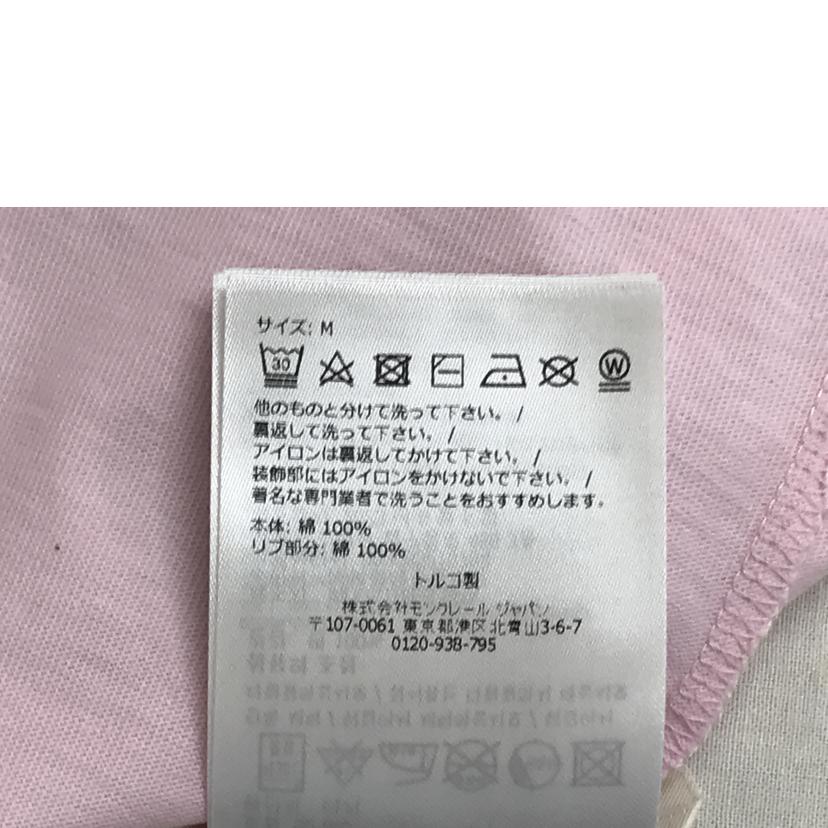 サイズ: M
30
W
他のものと分けて洗って下さい。 /
裏返して洗って下さい。 /
アイロンは裏返してかけて下さい。 /
装飾部にはアイロンをかけないで下さい。 /
著名な専門業者で洗うことをおすすめします。
本体: 綿 100%
リブ部分: 綿 100%
トルコ製
株式会社モンクレール ジャパン
〒107-0061 東京都港区北青山3-6-7
0120-938-795